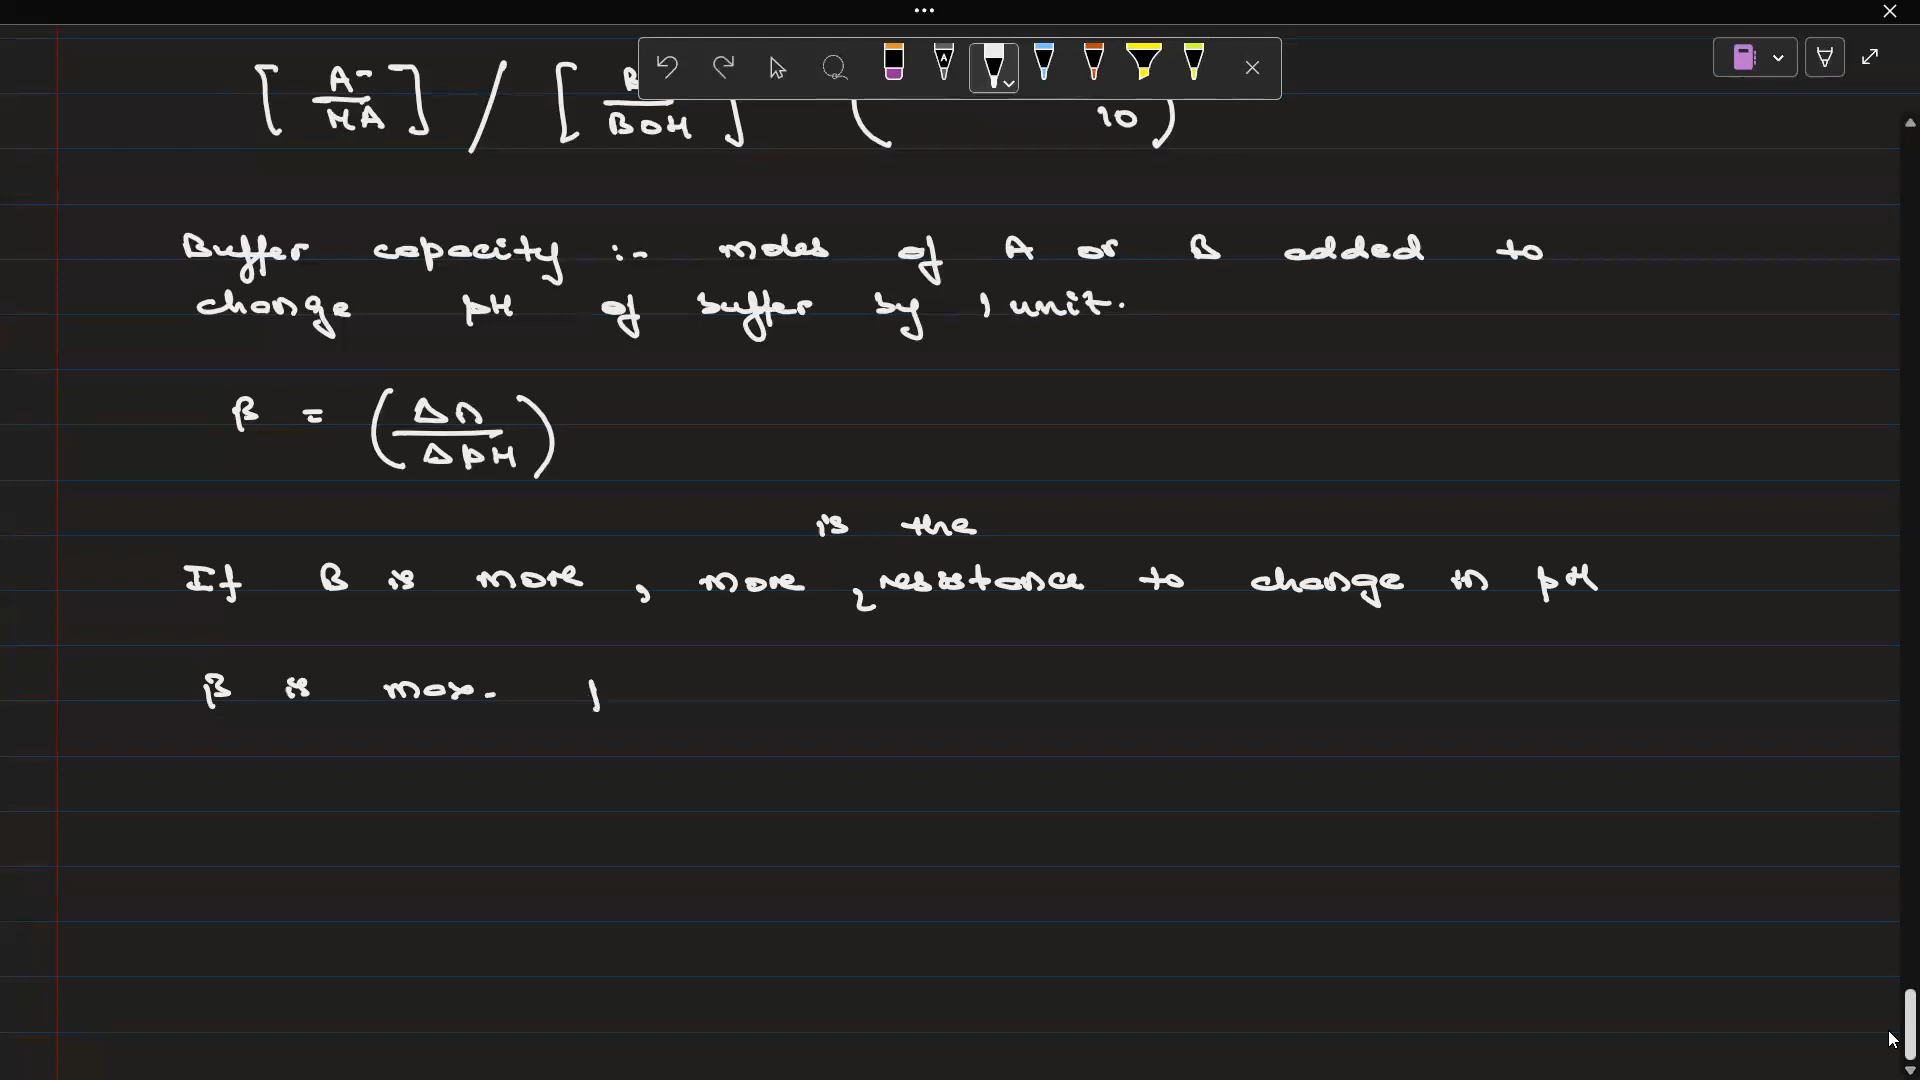 [A-/HA] / [B/BOH] ( 10 )
Buffer capacity :- moles of A or B added to
change pH of buffer by 1 unit.
β = (Δn/ΔpH)
is the
If B is more, more resistance to change in pH
β is max.